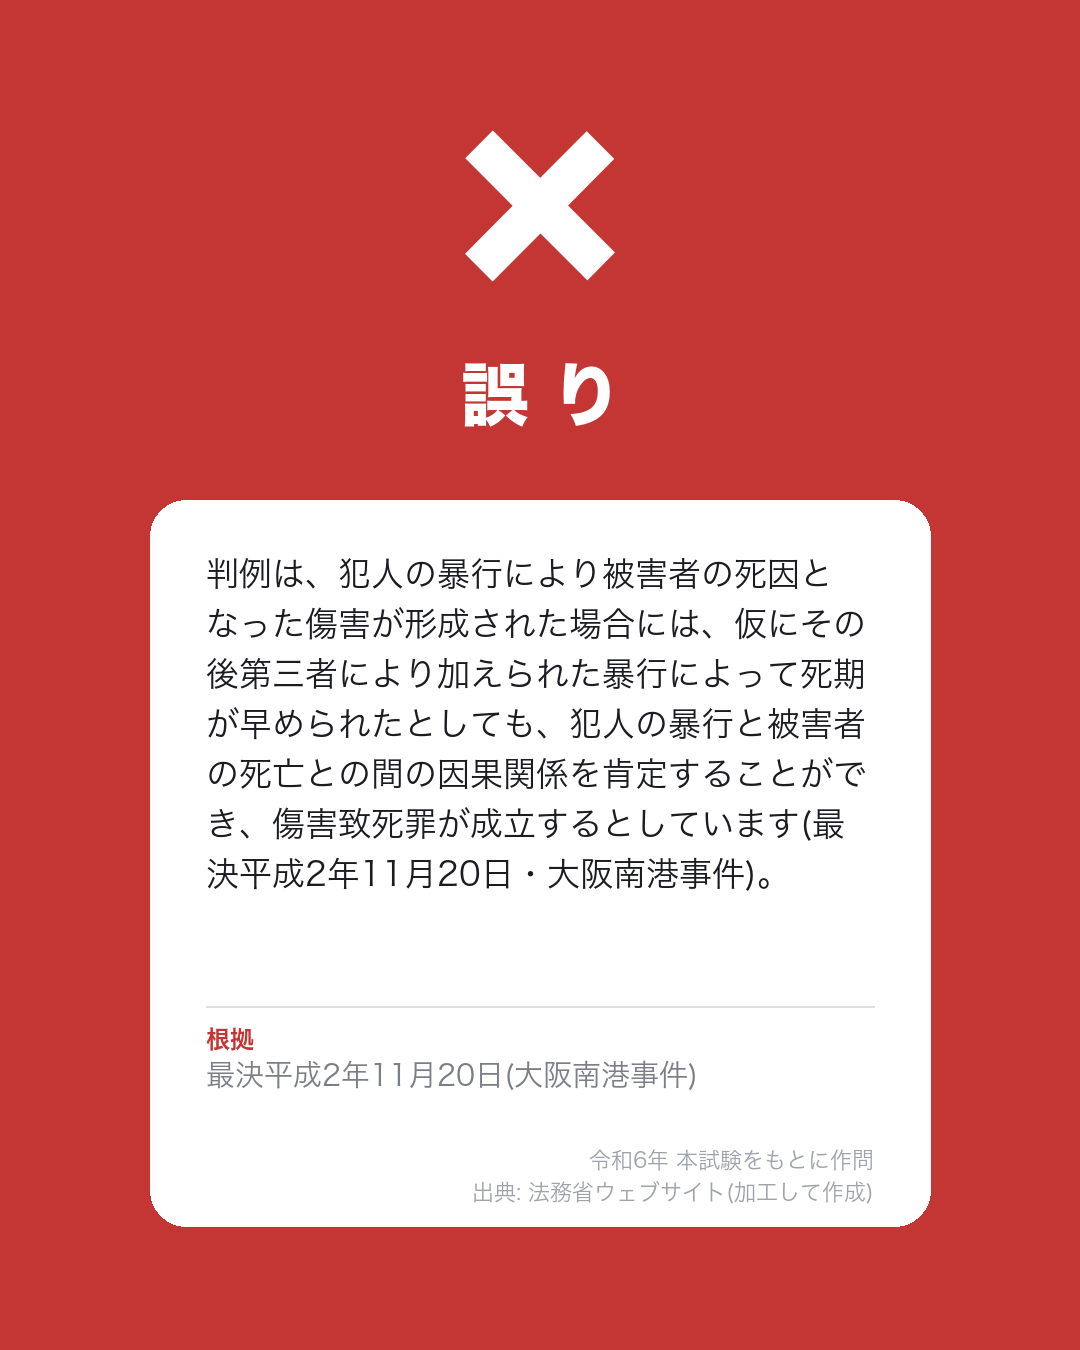 誤り
判例は、犯人の暴行により被害者の死因と
なった傷害が形成された場合には、仮にその
後第三者により加えられた暴行によって死期
が早められたとしても、犯人の暴行と被害者
の死亡との間の因果関係を肯定することがで
き、傷害致死罪が成立するとしています(最
決平成2年11月20日・大阪南港事件)。
根拠
最決平成2年11月20日(大阪南港事件)
令和6年 本試験をもとに作問
出典: 法務省ウェブサイト(加工して作成)